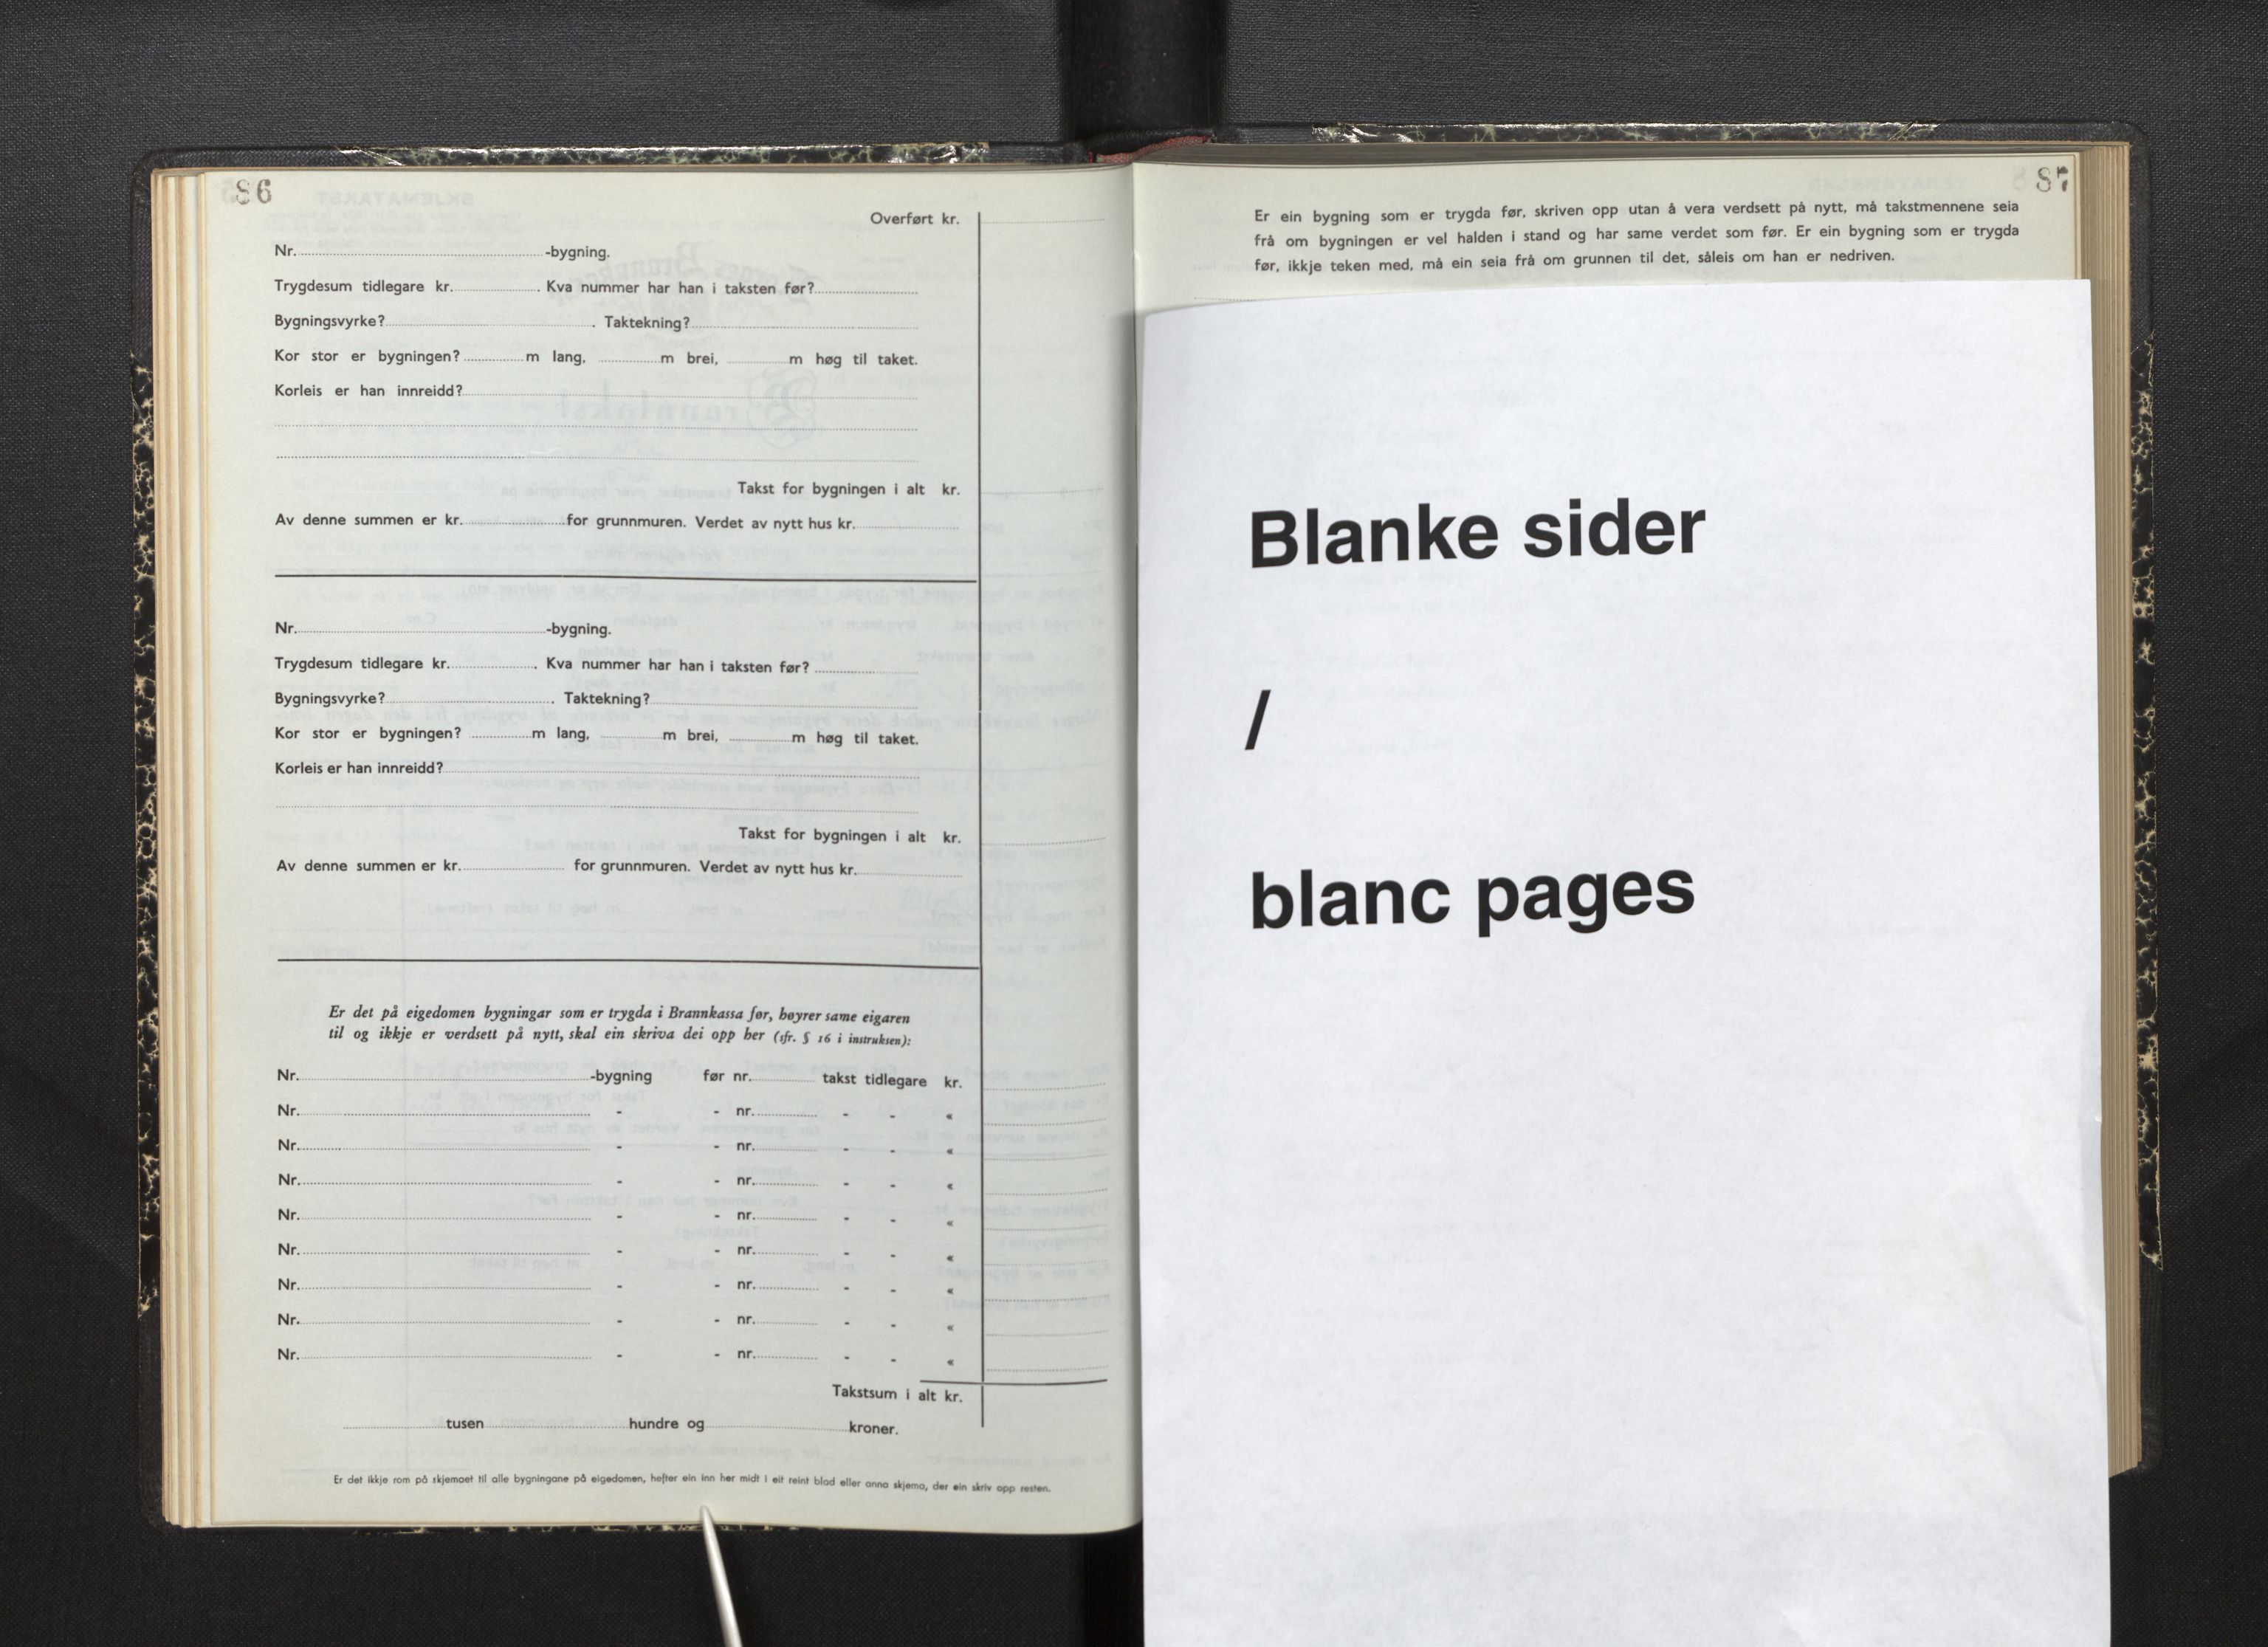 86
Overført kr.
Nr. -bygning.
Trygdesum tidlegare kr. . Kva nummer har han i taksten før?
Bygningsvyrke? . Taktekning?
Kor stor er bygningen? m lang, m brei, m høg til taket.
Korleis er han innreidd?
Takst for bygningen i alt kr.
Av denne summen er kr. for grunnmuren. Verdet av nytt hus kr.
Nr. -bygning.
Trygdesum tidlegare kr. . Kva nummer har han i taksten før?
Bygningsvyrke? . Taktekning?
Kor stor er bygningen? m lang, m brei, m høg til taket.
Korleis er han innreidd?
Takst for bygningen i alt kr.
Av denne summen er kr. for grunnmuren. Verdet av nytt hus kr.
Er det på eigedomen bygningar som er trygda i Brannkassa før, høyrer same eigaren
til og ikkje er verdsett på nytt, skal ein skriva dei opp her (sfr. § 16 i instruksen):
Nr. -bygning før nr. takst tidlegare kr.
Nr. - - nr. - - «
Nr. - - nr. - - «
Nr. - - nr. - - «
Nr. - - nr. - - «
Nr. - - nr. - - «
Nr. - - nr. - - «
Nr. - - nr. - - «
Nr. - - nr. - - «
Takstsum i alt kr.
tusen hundre og kroner.
Er det ikkje rom på skjemaet til alle bygningane på eigedomen, hefter ein inn her midt i eit reint blad eller anna skjema, der ein skriv opp resten.
87
Er ein bygning som er trygda før, skriven opp utan å vera verdsett på nytt, må takstmennene seia
frå om bygningen er vel halden i stand og har same verdet som før. Er ein bygning som er trygda
før, ikkje teken med, må ein seia frå om grunnen til det, såleis om han er nedriven.
Blanke sider
/
blanc pages